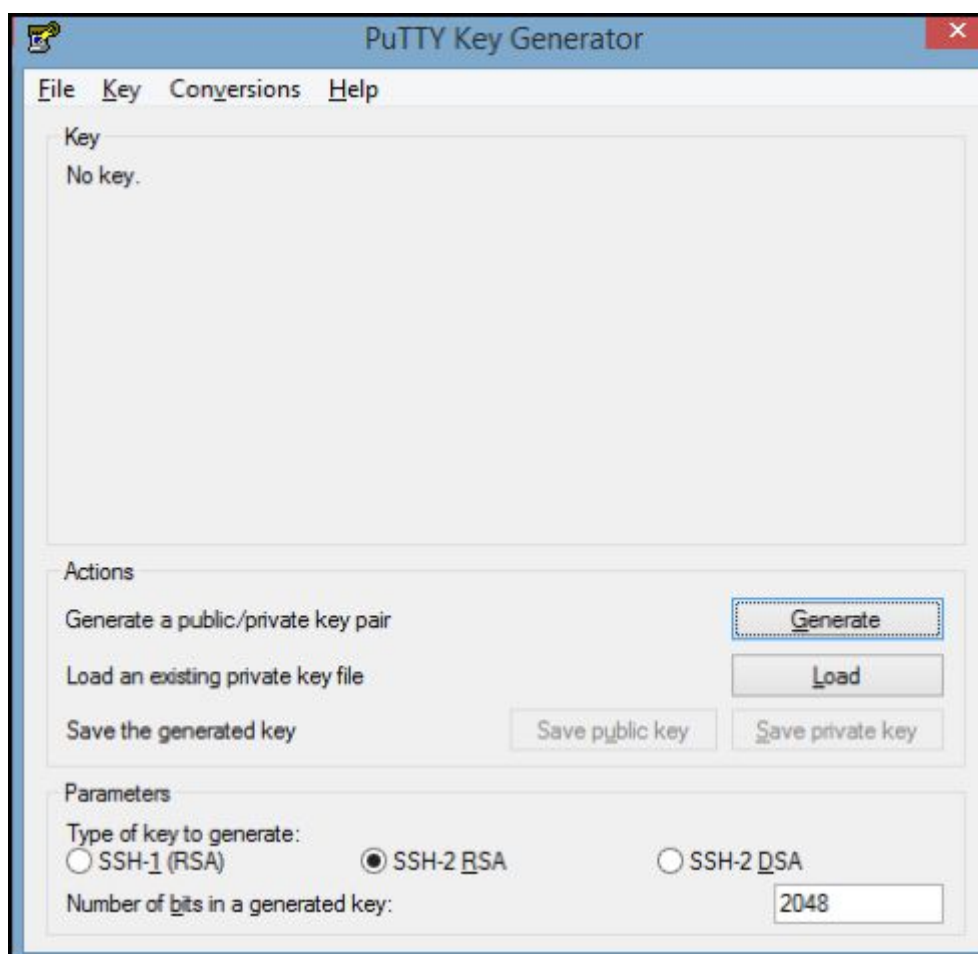 PuTTY Key Generator
File Key Conversions Help
Key
No key.
Actions
Generate a public/private key pair Generate
Load an existing private key file Load
Save the generated key Save public key Save private key
Parameters
Type of key to generate:
SSH-1 (RSA) SSH-2 RSA SSH-2 DSA
Number of bits in a generated key: 2048